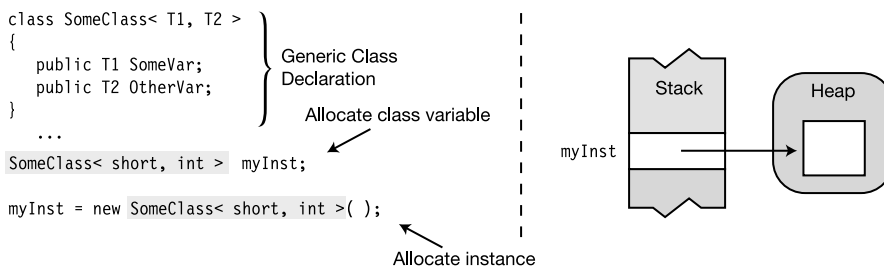 class SomeClass< T1, T2 >
{
public T1 SomeVar;
public T2 OtherVar;
}
Generic Class
Declaration
...
Allocate class variable
SomeClass< short, int > myInst;
myInst = new SomeClass< short, int >( );
Allocate instance
Stack
Heap
myInst